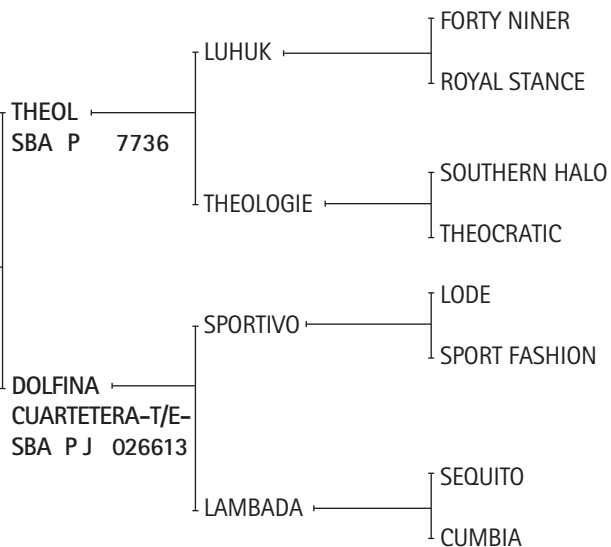 FORTY NINER
LUHUK
ROYAL STANCE
THEOL
SBA P 7736
SOUTHERN HALO
THEOLOGIE
THEOCRATIC
LODE
SPORTIVO
SPORT FASHION
DOLFINA
CUARTETERA-T/E-
SBA P J 026613
SEQUITO
LAMBADA
CUMBIA